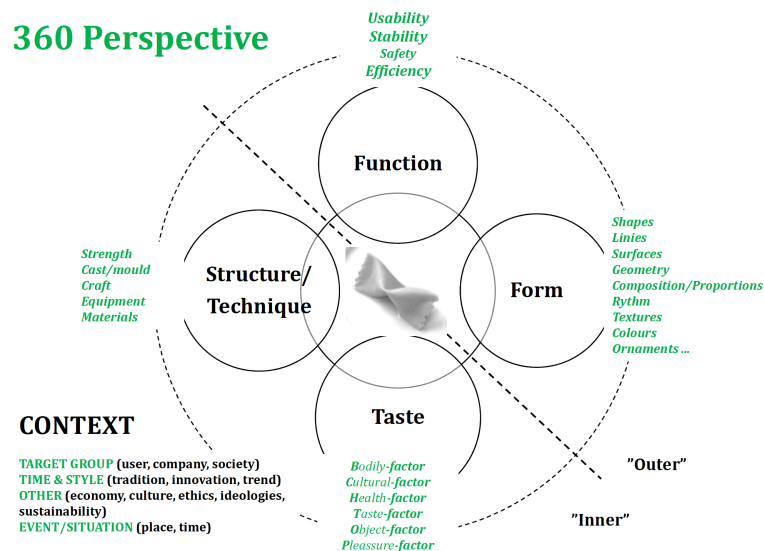 360 Perspective
Usability
Stability
Safety
Efficiency
Function
Strength
Cast/mould
Craft
Equipment
Materials
Structure/
Technique
Form
Shapes
Linies
Surfaces
Geometry
Composition/Proportions
Rythm
Textures
Colours
Ornaments ...
Taste
Bodily-factor
Cultural-factor
Health-factor
Taste-factor
Object-factor
Pleassure-factor
CONTEXT
TARGET GROUP (user, company, society)
TIME & STYLE (tradition, innovation, trend)
OTHER (economy, culture, ethics, ideologies,
sustainability)
EVENT/SITUATION (place, time)
”Outer”
”Inner”